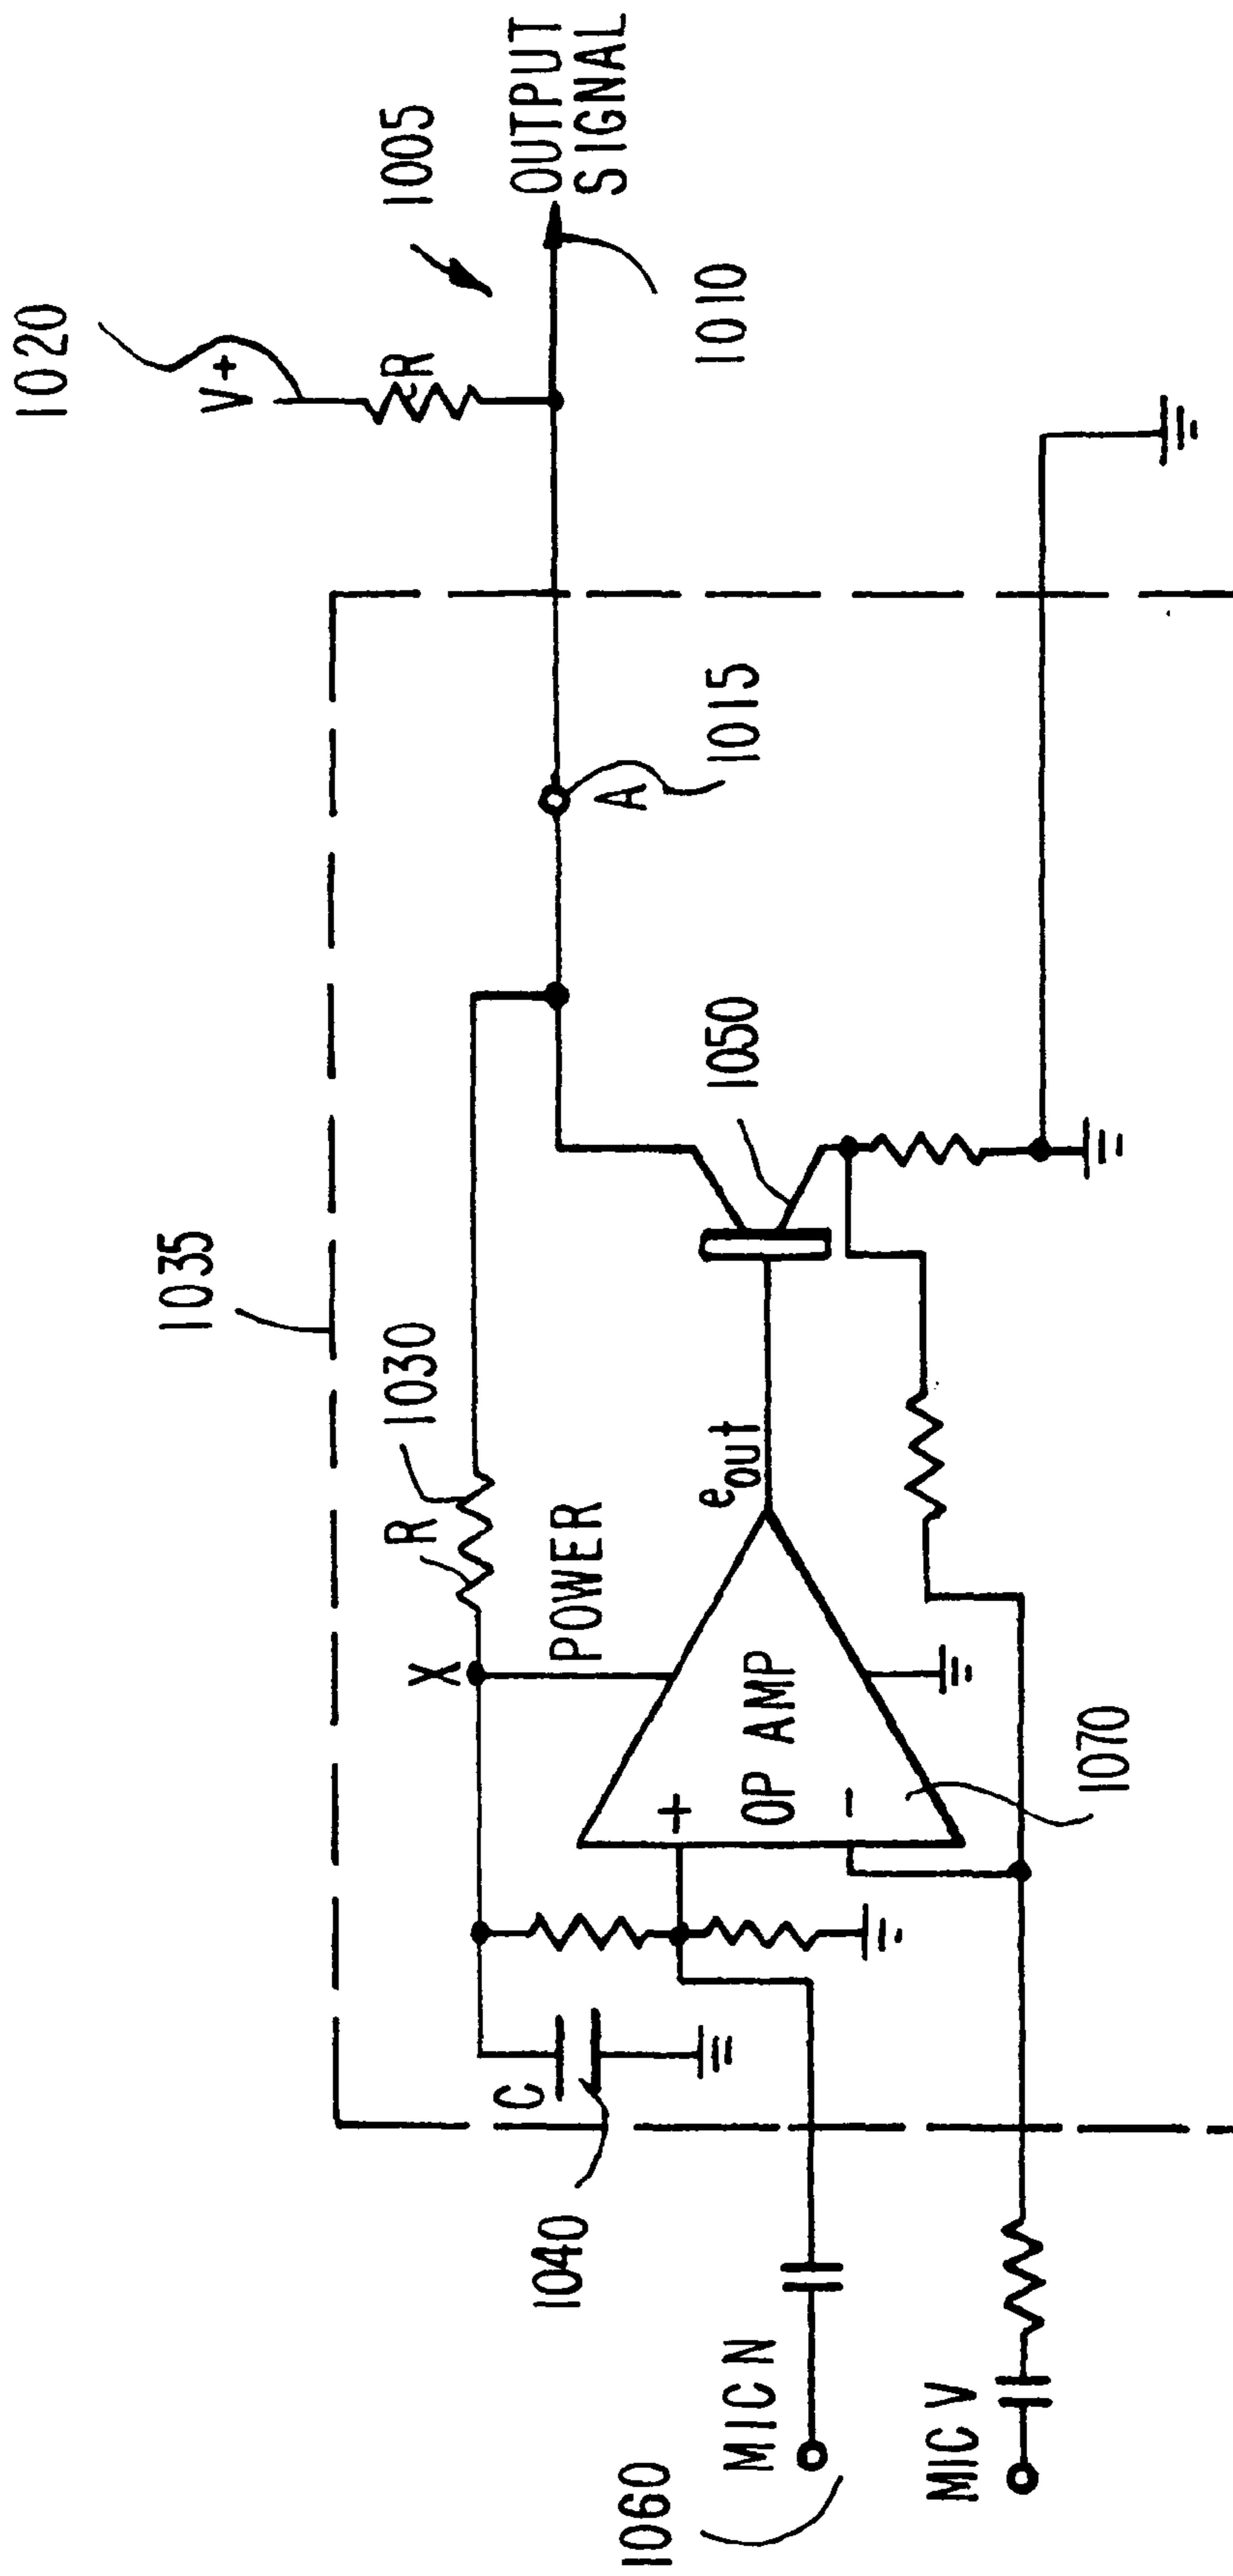 1020
V+
R
1005
OUTPUT
SIGNAL
1010
1035
R
1030
X
POWER
A
1015
1050
e_out
C
1040
+
OP AMP
-
1070
MIC N
1060
MIC V